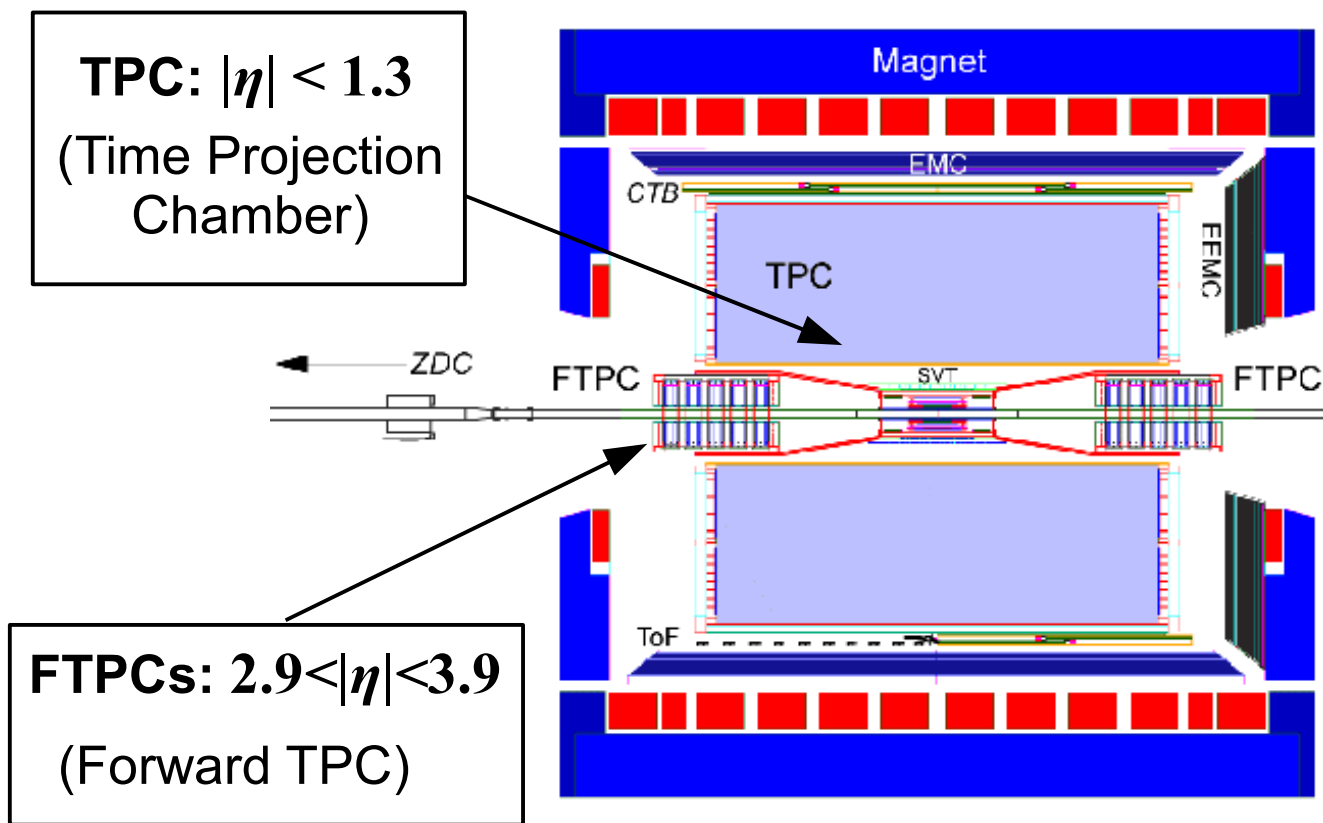 TPC: |η| < 1.3
(Time Projection
Chamber)
Magnet
EMC
CTB
EEMC
TPC
ZDC
FTPC
SVT
FTPC
ToF
FTPCs: 2.9<|η|<3.9
(Forward TPC)